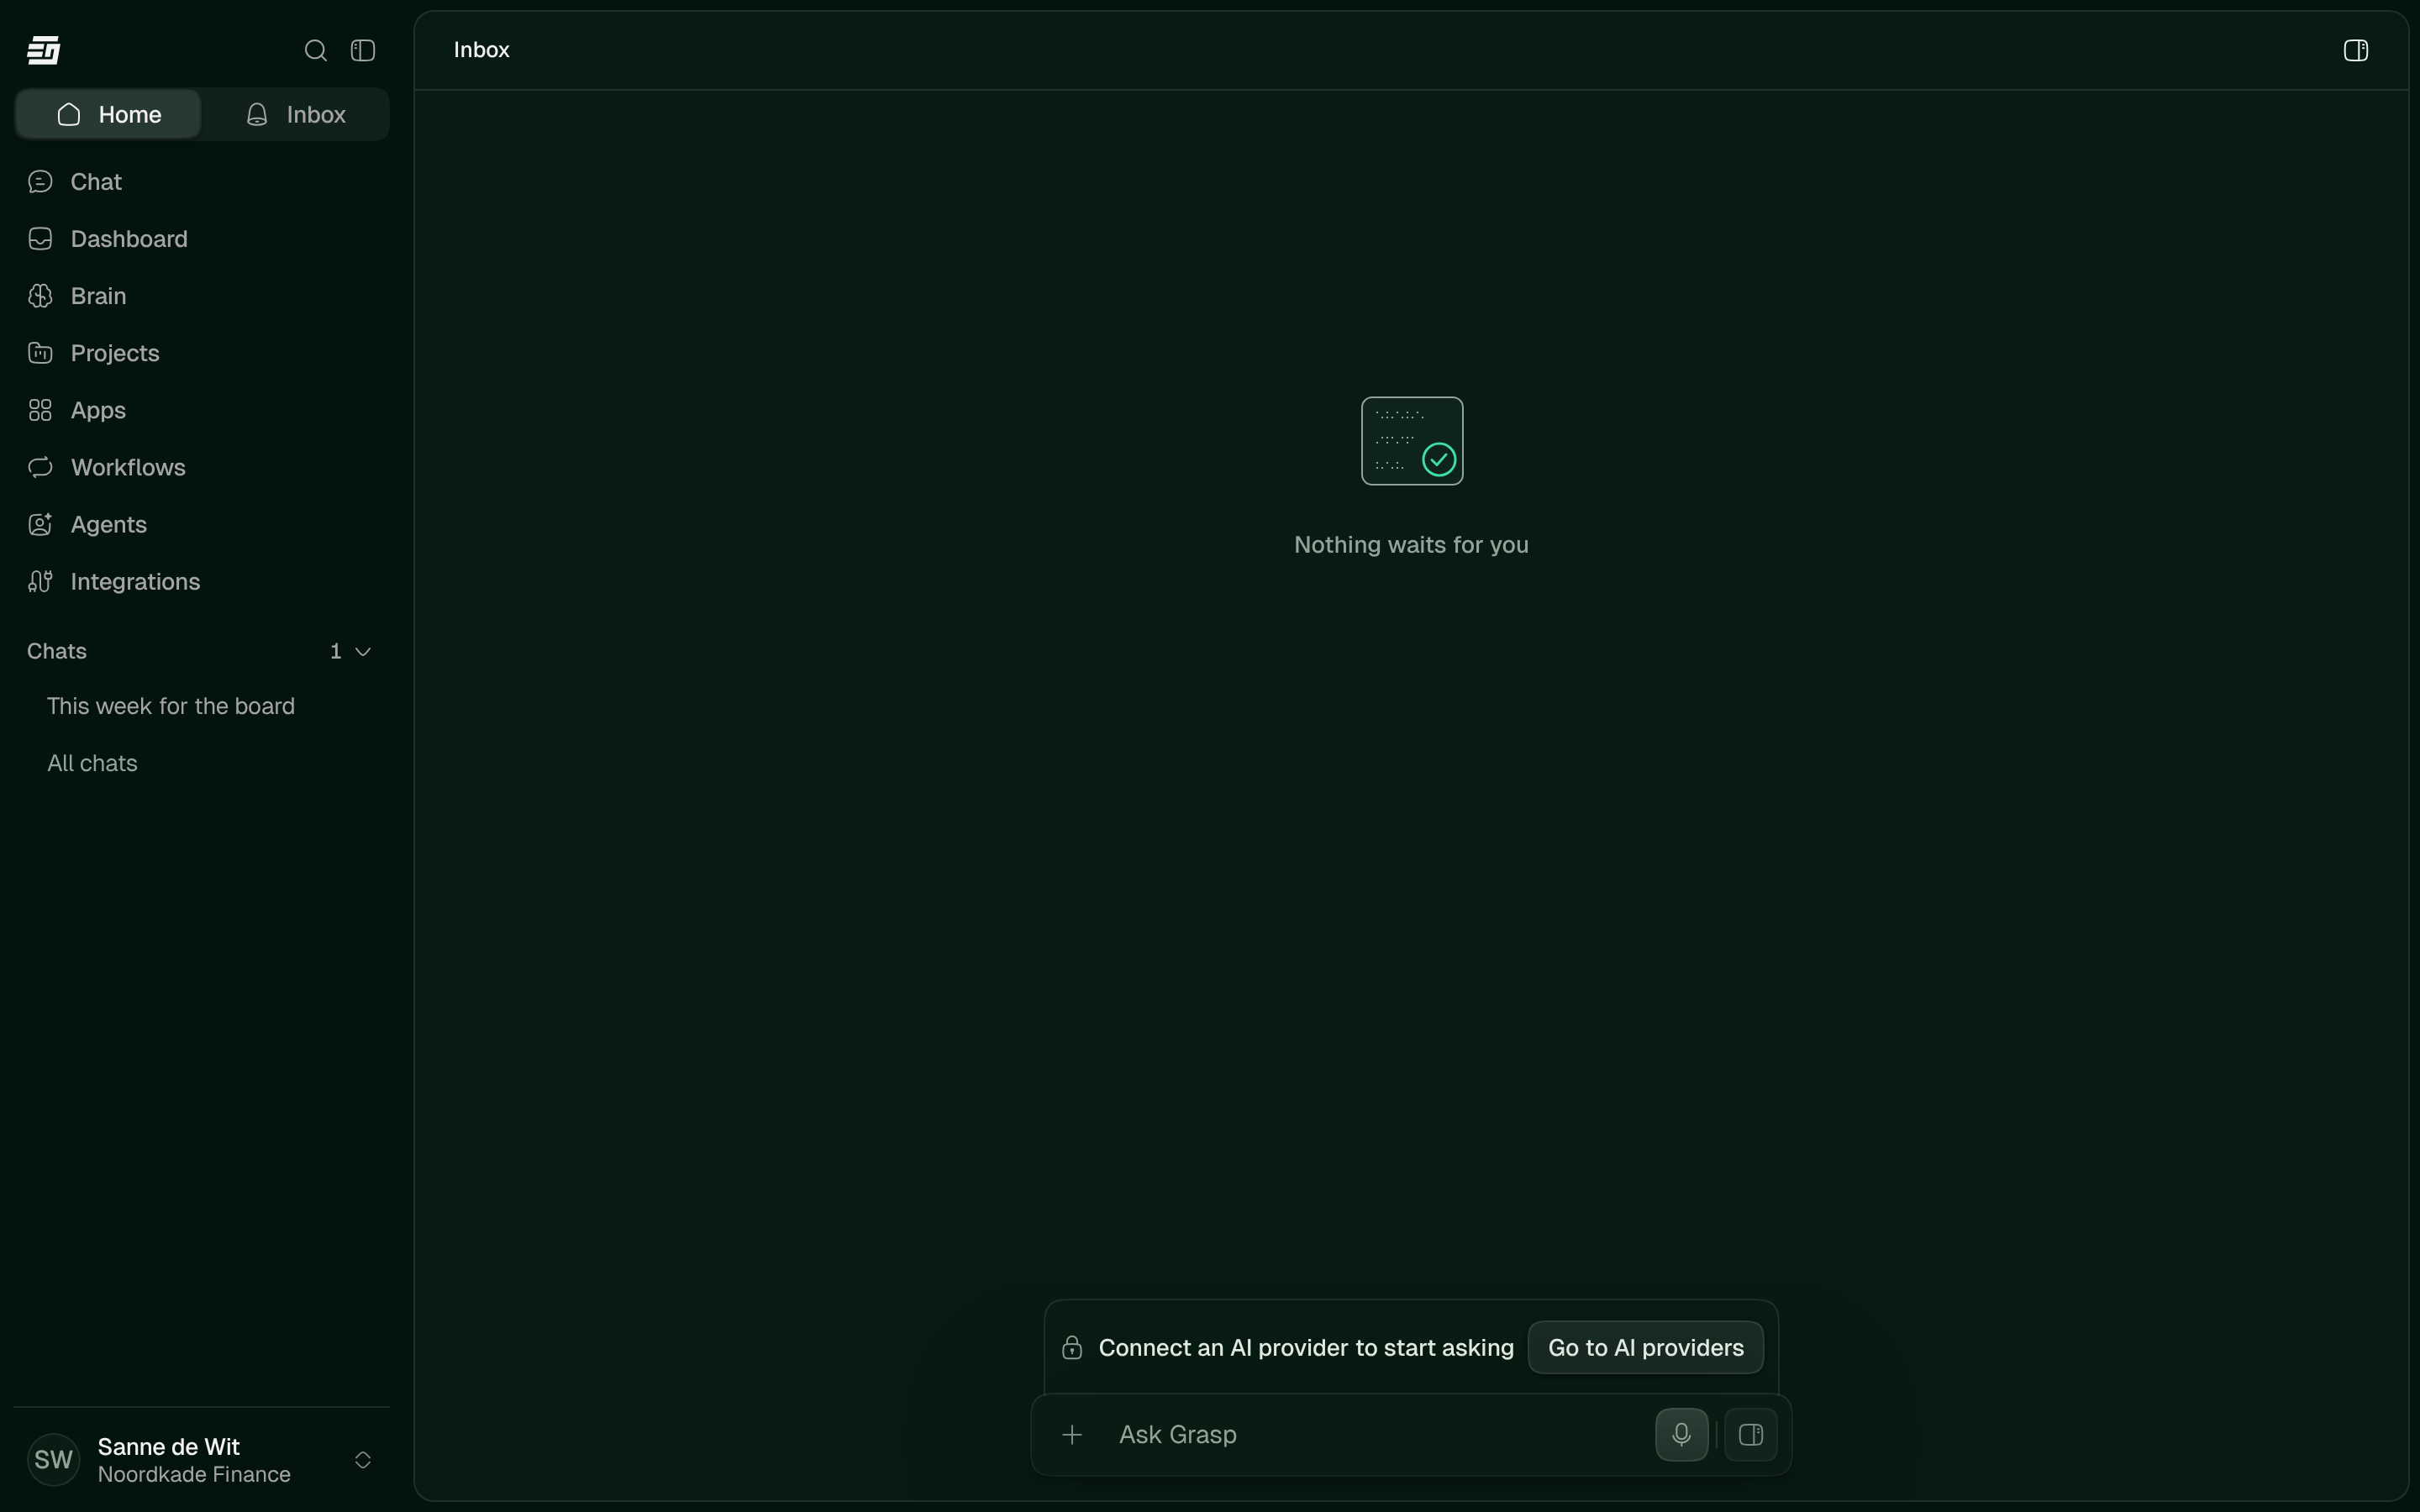 Home
Inbox
Chat
Dashboard
Brain
Projects
Apps
Workflows
Agents
Integrations
Chats 1
This week for the board
All chats
SW
Sanne de Wit
Noordkade Finance
Inbox
Nothing waits for you
Connect an AI provider to start asking
Go to AI providers
Ask Grasp